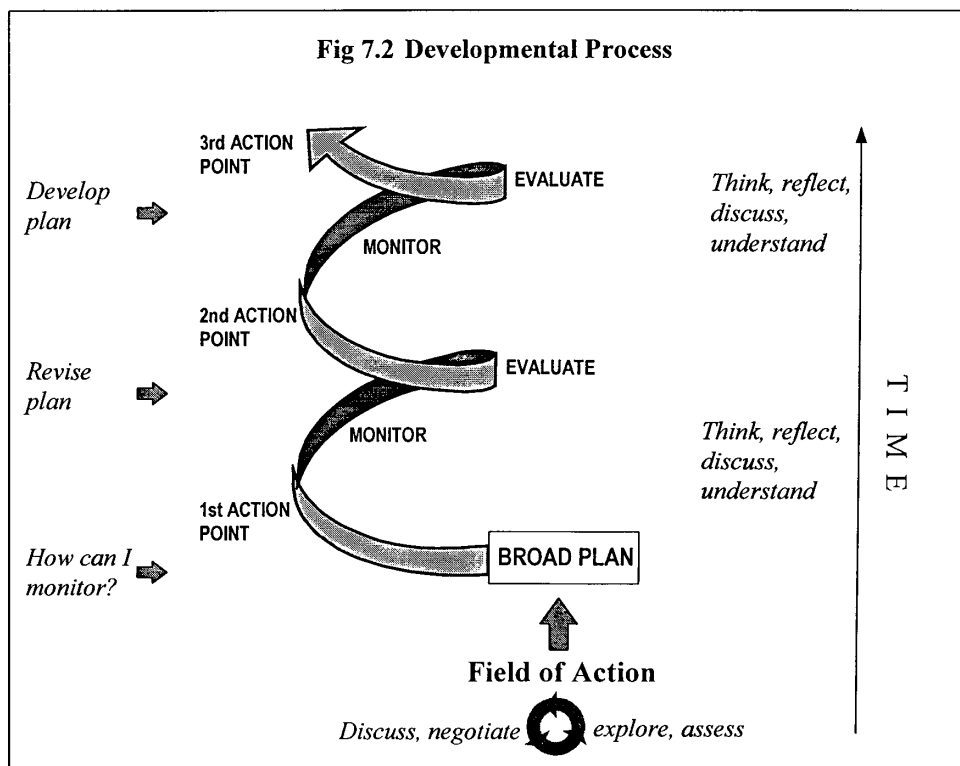 Fig 7.2 Developmental Process
3rd ACTION
POINT
EVALUATE
Develop
plan
Think, reflect,
discuss,
understand
MONITOR
2nd ACTION
POINT
Revise
plan
EVALUATE
TIME
MONITOR
Think, reflect,
discuss,
understand
1st ACTION
POINT
How can I
monitor?
BROAD PLAN
Field of Action
Discuss, negotiate
explore, assess